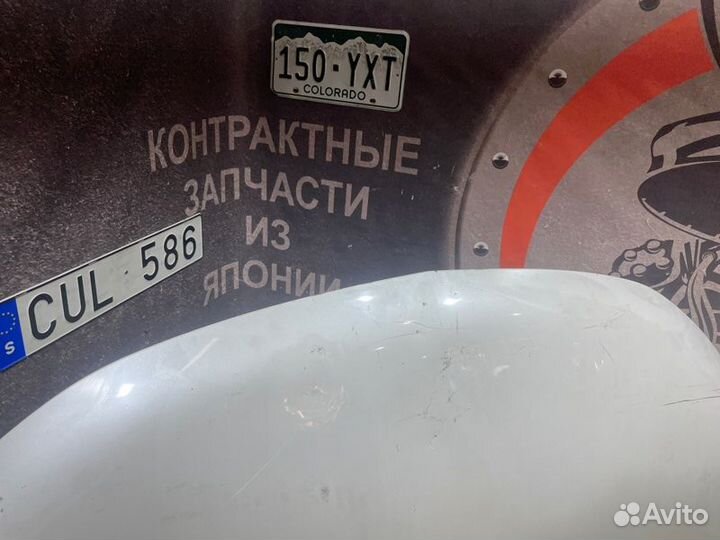 150·YXT
COLORADO
КОНТРАКТНЫЕ
ЗАПЧАСТИ
ИЗ
ЯПОНИИ
S CUL 586
Avito